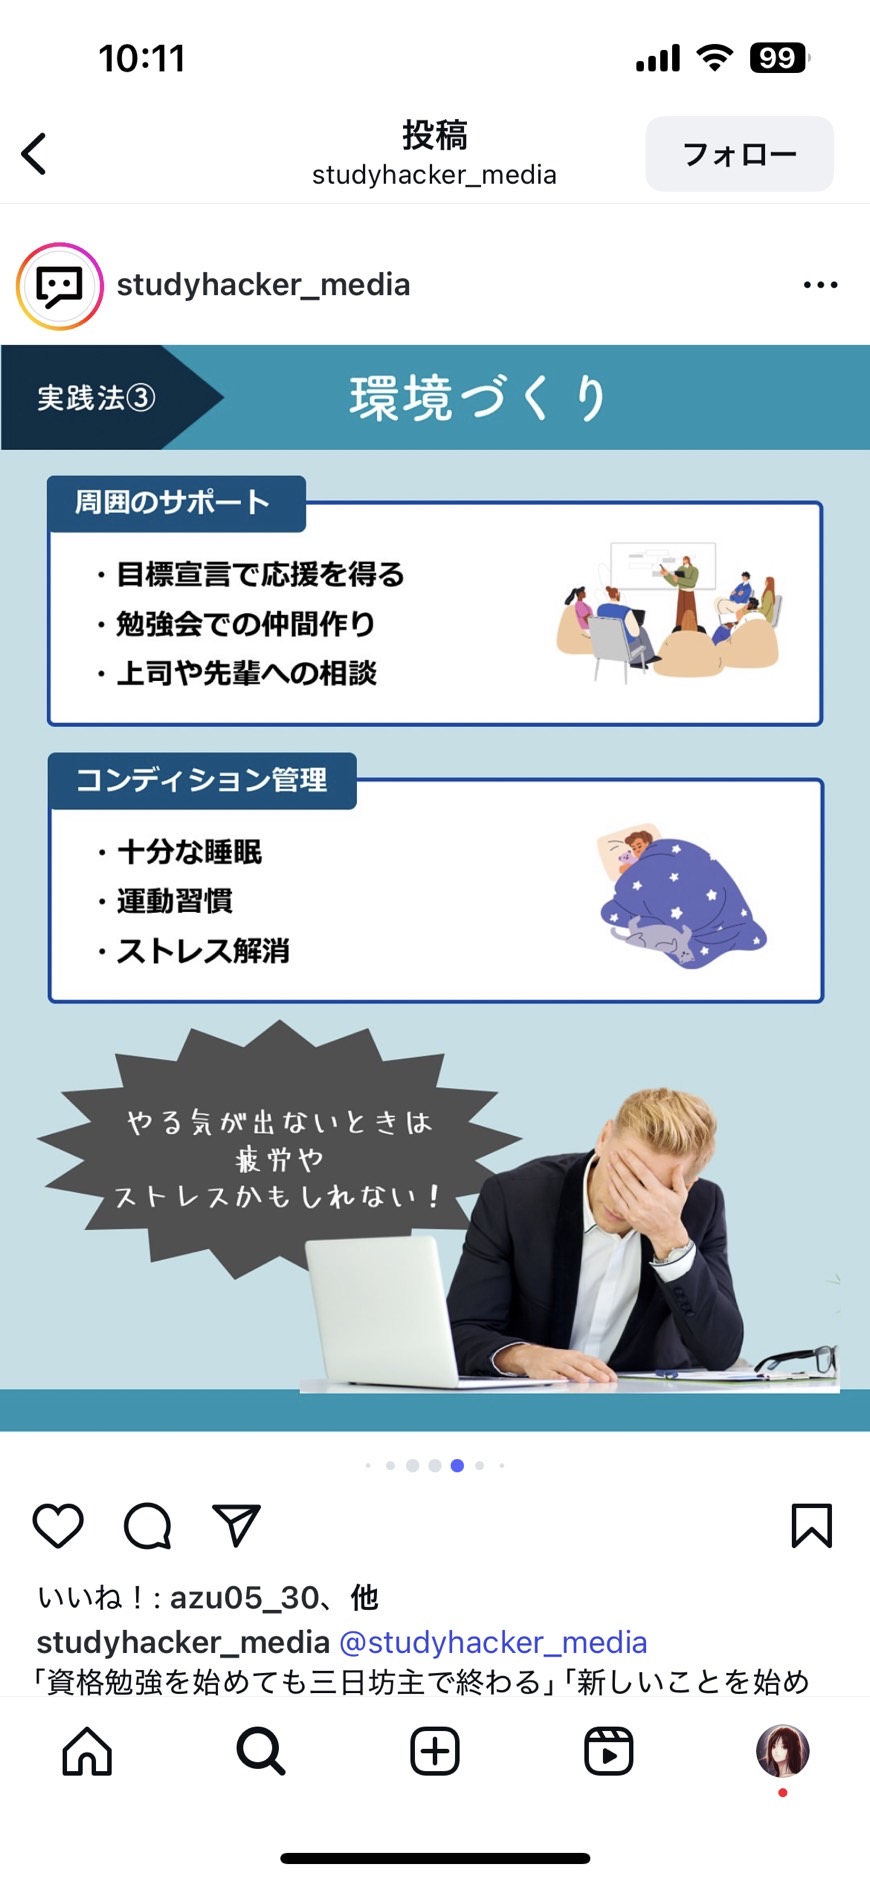 10:11
99
投稿
studyhacker_media
フォロー
studyhacker_media
実践法③
環境づくり
周囲のサポート
・目標宣言で応援を得る
・勉強会での仲間作り
・上司や先輩への相談
コンディション管理
・十分な睡眠
・運動習慣
・ストレス解消
やる気が出ないときは
疲労や
ストレスかもしれない！
いいね！: azu05_30、他
studyhacker_media @studyhacker_media
「資格勉強を始めても三日坊主で終わる」「新しいことを始め